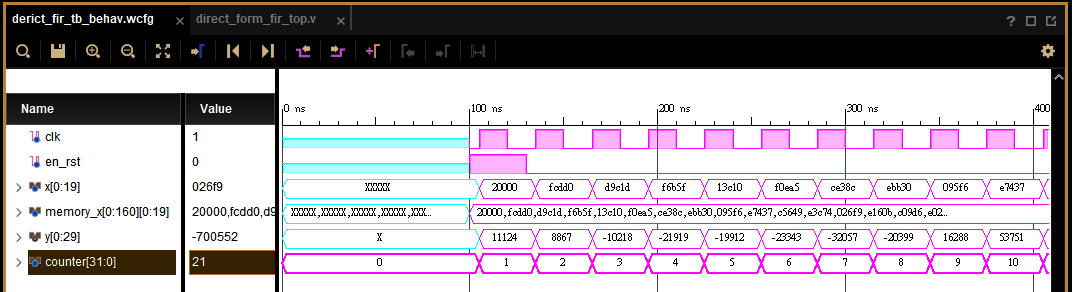 derict_fir_tb_behav.wcfg × direct_form_fir_top.v ×
? 
Name Value 0 ns 100 ns 200 ns 300 ns 400
clk 1
en_rst 0
x[0:19] 026f9 XXXXX 20000 fcdd0 d9c1d f6b5f 13c10 f0ea5 ce38c ebb30 095f6 e7437
memory_x[0:160][0:19] 20000,fcdd0,d9 XXXXX,XXXXX,XXXXX,XXXXX,XXX... 20000,fcdd0,d9c1d,f6b5f,13c10,f0ea5,ce38c,ebb30,095f6,e7437,c5649,e3c74,026f9,e160b,c09d6,e02...
y[0:29] -700552 X 11124 8867 -10218 -21919 -19912 -23343 -32057 -20399 16288 53751
counter[31:0] 21 0 1 2 3 4 5 6 7 8 9 10